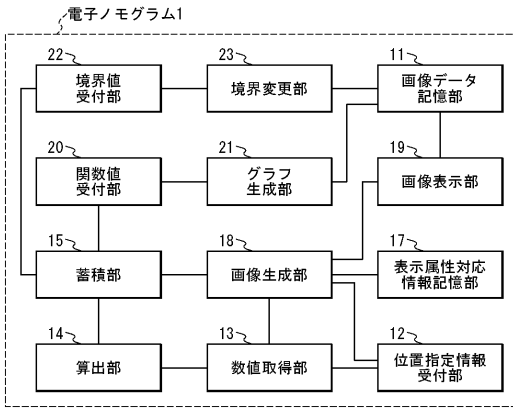 電子ノモグラム1
22
境界値
受付部
23
境界変更部
11
画像データ
記憶部
20
関数値
受付部
21
グラフ
生成部
19
画像表示部
15
蓄積部
18
画像生成部
17
表示属性対応
情報記憶部
14
算出部
13
数値取得部
12
位置指定情報
受付部